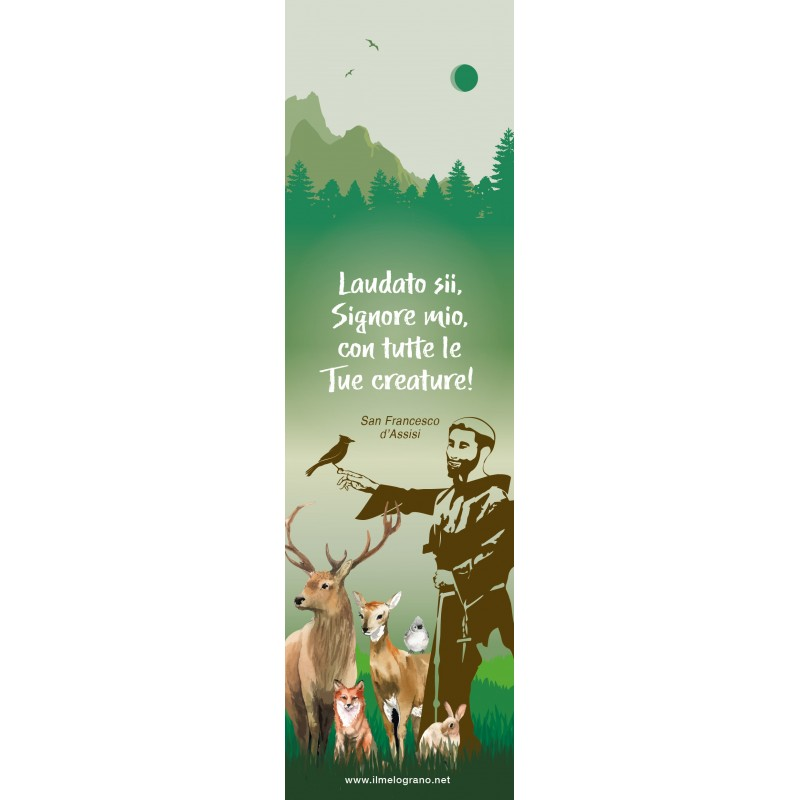 Laudato sii,
Signore mio,
con tutte le
Tue creature!
San Francesco
d'Assisi
www.ilmelograno.net